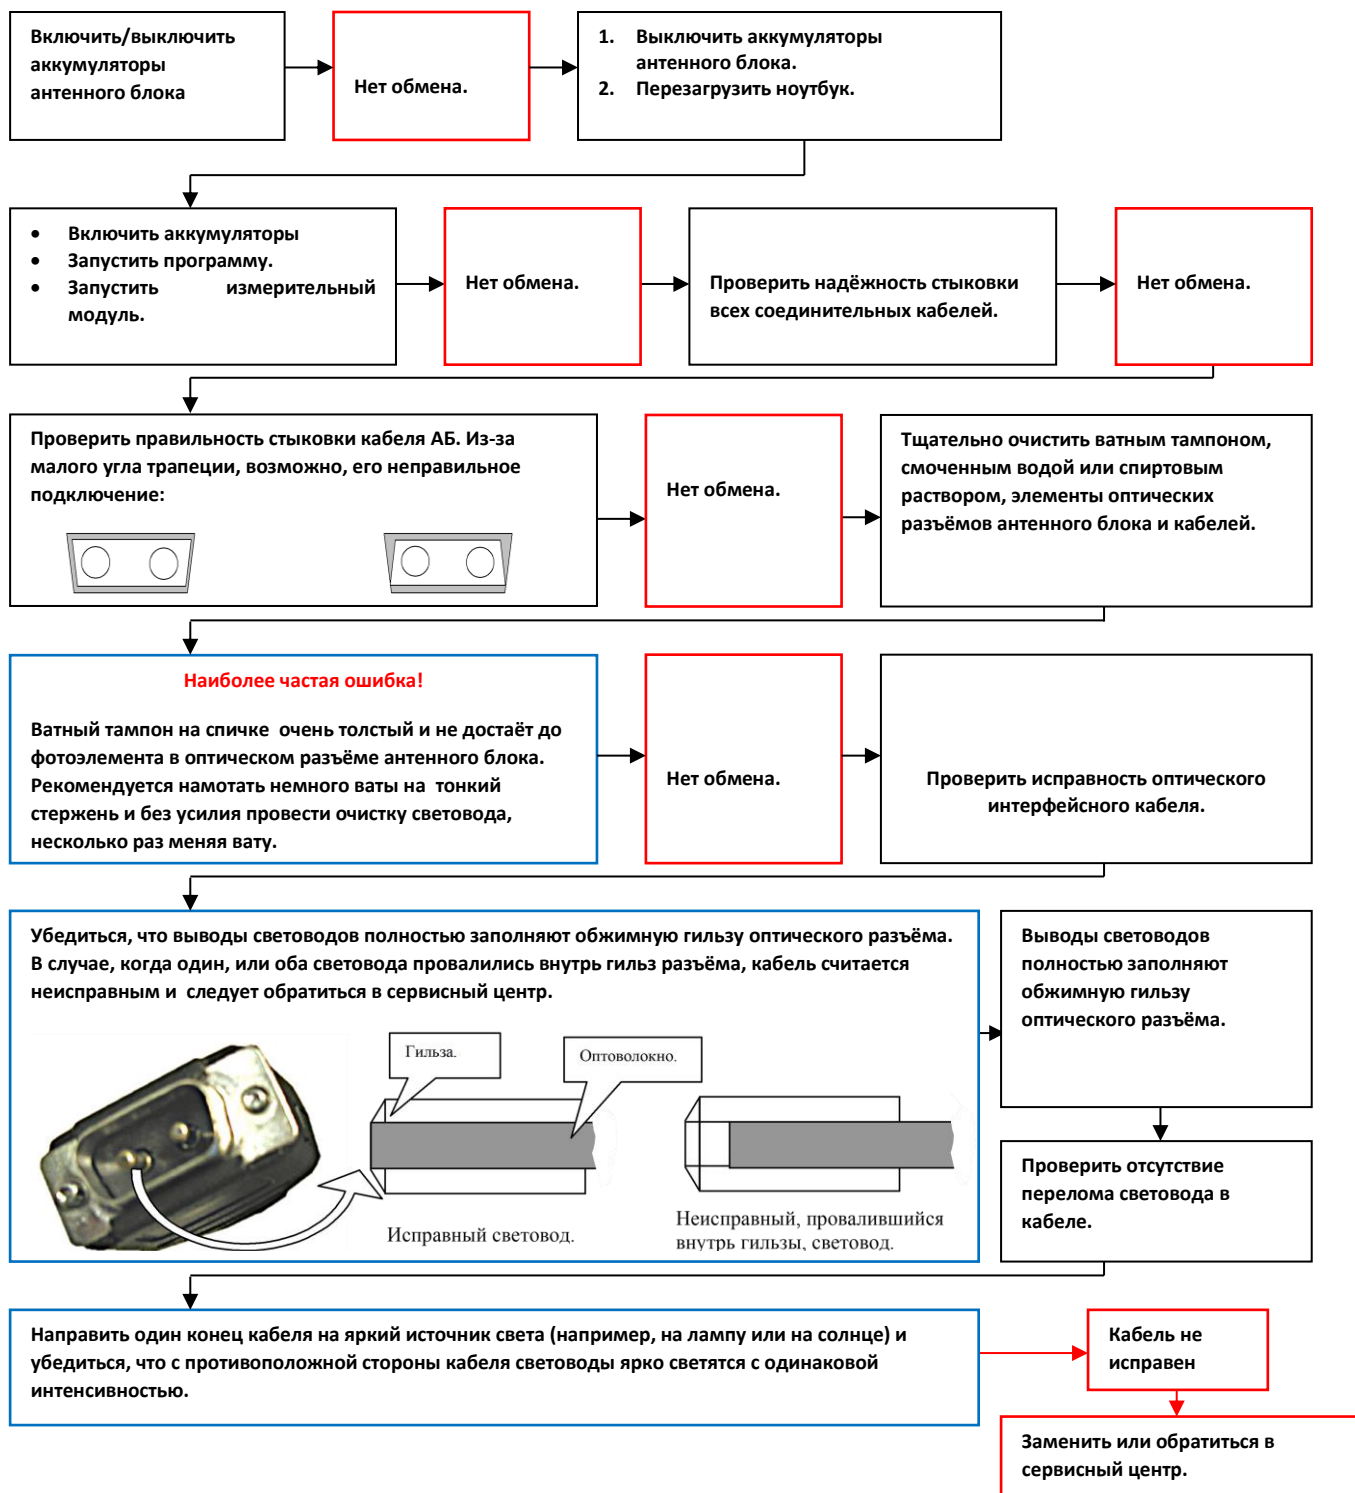 Включить/выключить
аккумуляторы
антенного блока
Нет обмена.
1. Выключить аккумуляторы
антенного блока.
2. Перезагрузить ноутбук.
• Включить аккумуляторы
• Запустить программу.
• Запустить измерительный
модуль.
Нет обмена.
Проверить надёжность стыковки
всех соединительных кабелей.
Нет обмена.
Проверить правильность стыковки кабеля АБ. Из-за
малого угла трапеции, возможно, его неправильное
подключение:
Нет обмена.
Тщательно очистить ватным тампоном,
смоченным водой или спиртовым
раствором, элементы оптических
разъёмов антенного блока и кабелей.
Наиболее частая ошибка!
Ватный тампон на спичке очень толстый и не достаёт до
фотоэлемента в оптическом разъёме антенного блока.
Рекомендуется намотать немного ваты на тонкий
стержень и без усилия провести очистку световода,
несколько раз меняя вату.
Нет обмена.
Проверить исправность оптического
интерфейсного кабеля.
Убедиться, что выводы световодов полностью заполняют обжимную гильзу оптического разъёма.
В случае, когда один, или оба световода провалились внутрь гильз разъёма, кабель считается
неисправным и следует обратиться в сервисный центр.
Гильза.
Оптоволокно.
Исправный световод.
Неисправный, провалившийся
внутрь гильзы, световод.
Выводы световодов
полностью заполняют
обжимную гильзу
оптического разъёма.
Проверить отсутствие
перелома световода в
кабеле.
Направить один конец кабеля на яркий источник света (например, на лампу или на солнце) и
убедиться, что с противоположной стороны кабеля световоды ярко светятся с одинаковой
интенсивностью.
Кабель не
исправен
Заменить или обратиться в
сервисный центр.